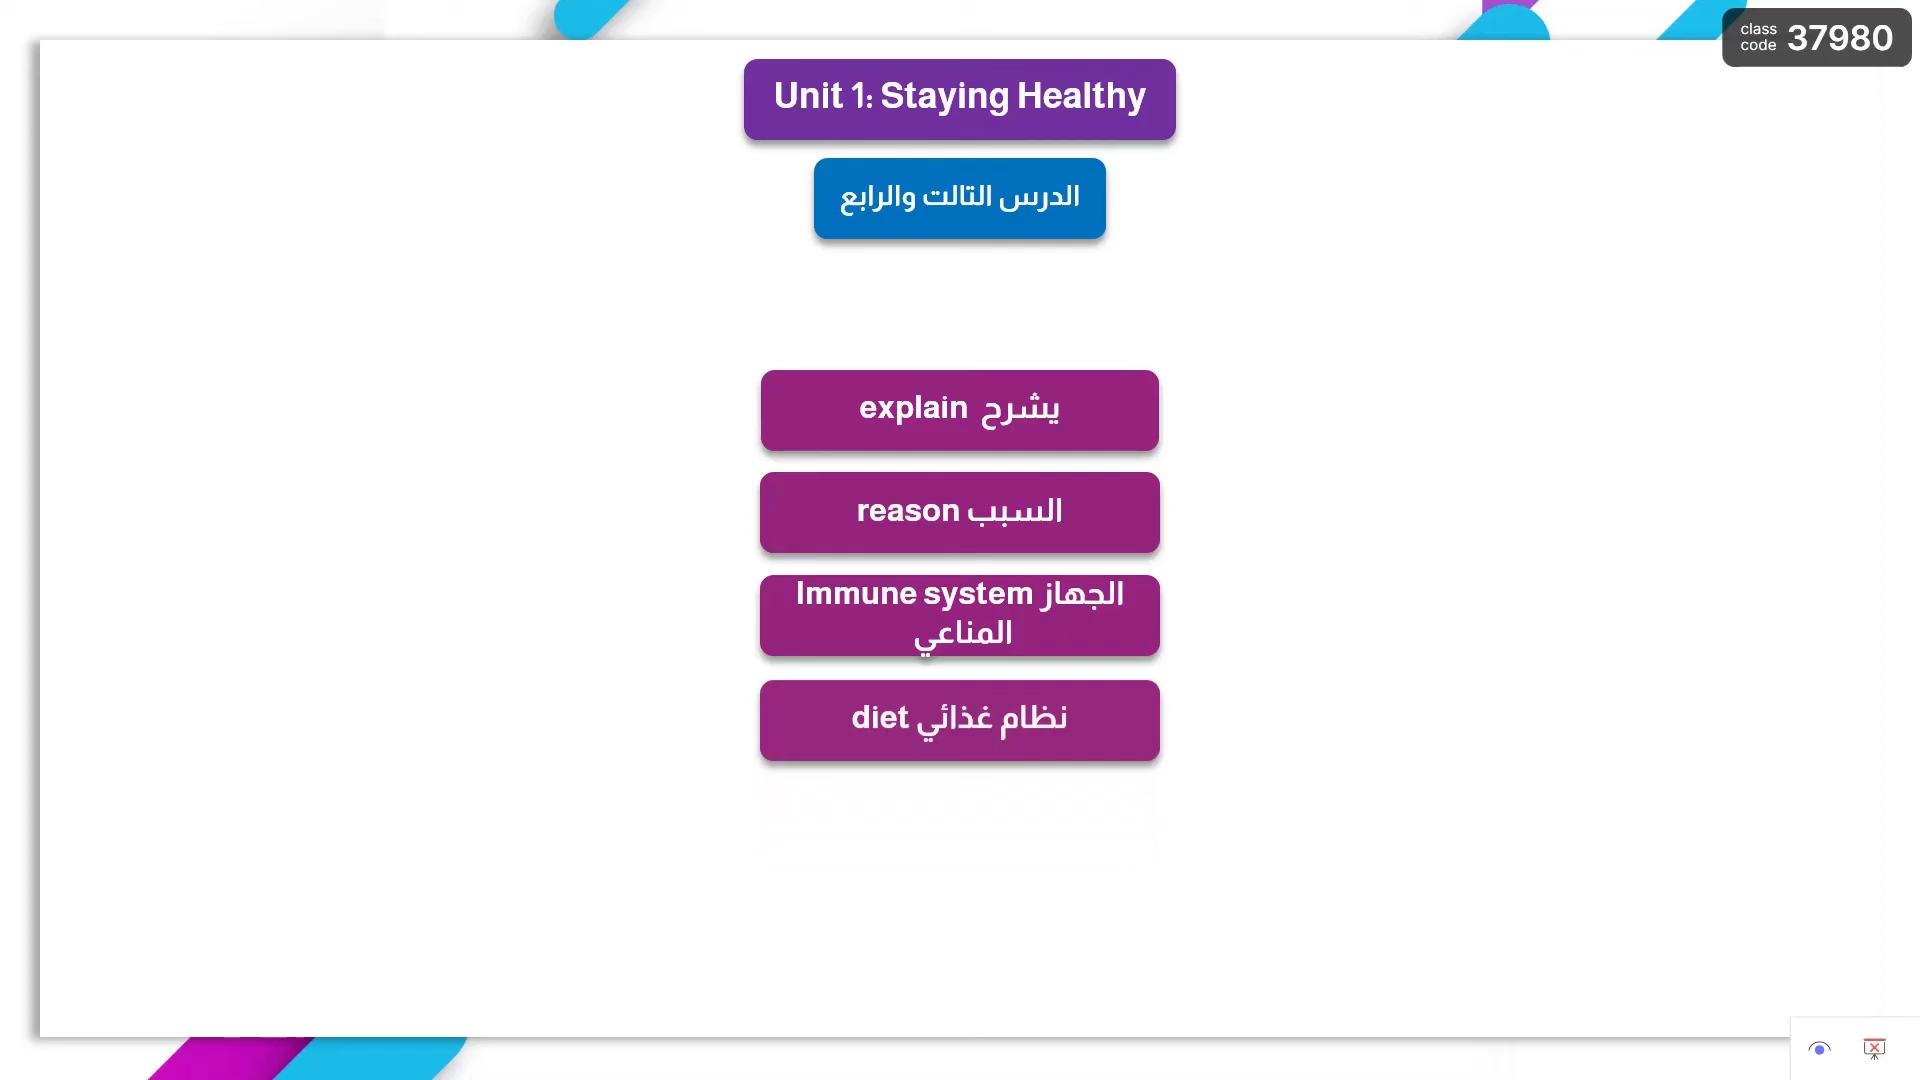 class
code 37980
Unit 1: Staying Healthy
الدرس التالت والرابع
explain يشرح
reason السبب
Immune system الجهاز
المناعي
diet نظام غذائي